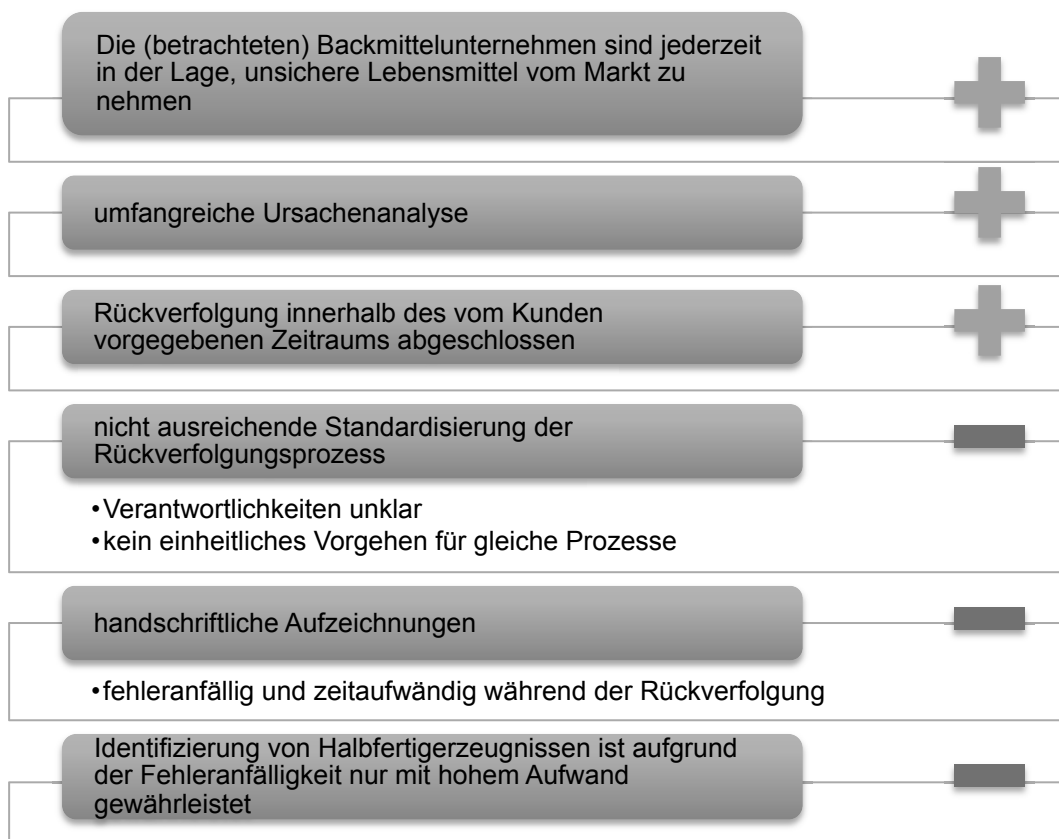 Die (betrachteten) Backmittelunternehmen sind jederzeit
in der Lage, unsichere Lebensmittel vom Markt zu
nehmen
umfangreiche Ursachenanalyse
Rückverfolgung innerhalb des vom Kunden
vorgegebenen Zeitraums abgeschlossen
nicht ausreichende Standardisierung der
Rückverfolgungsprozess
•Verantwortlichkeiten unklar
•kein einheitliches Vorgehen für gleiche Prozesse
handschriftliche Aufzeichnungen
•fehleranfällig und zeitaufwändig während der Rückverfolgung
Identifizierung von Halbfertigerzeugnissen ist aufgrund
der Fehleranfälligkeit nur mit hohem Aufwand
gewährleistet